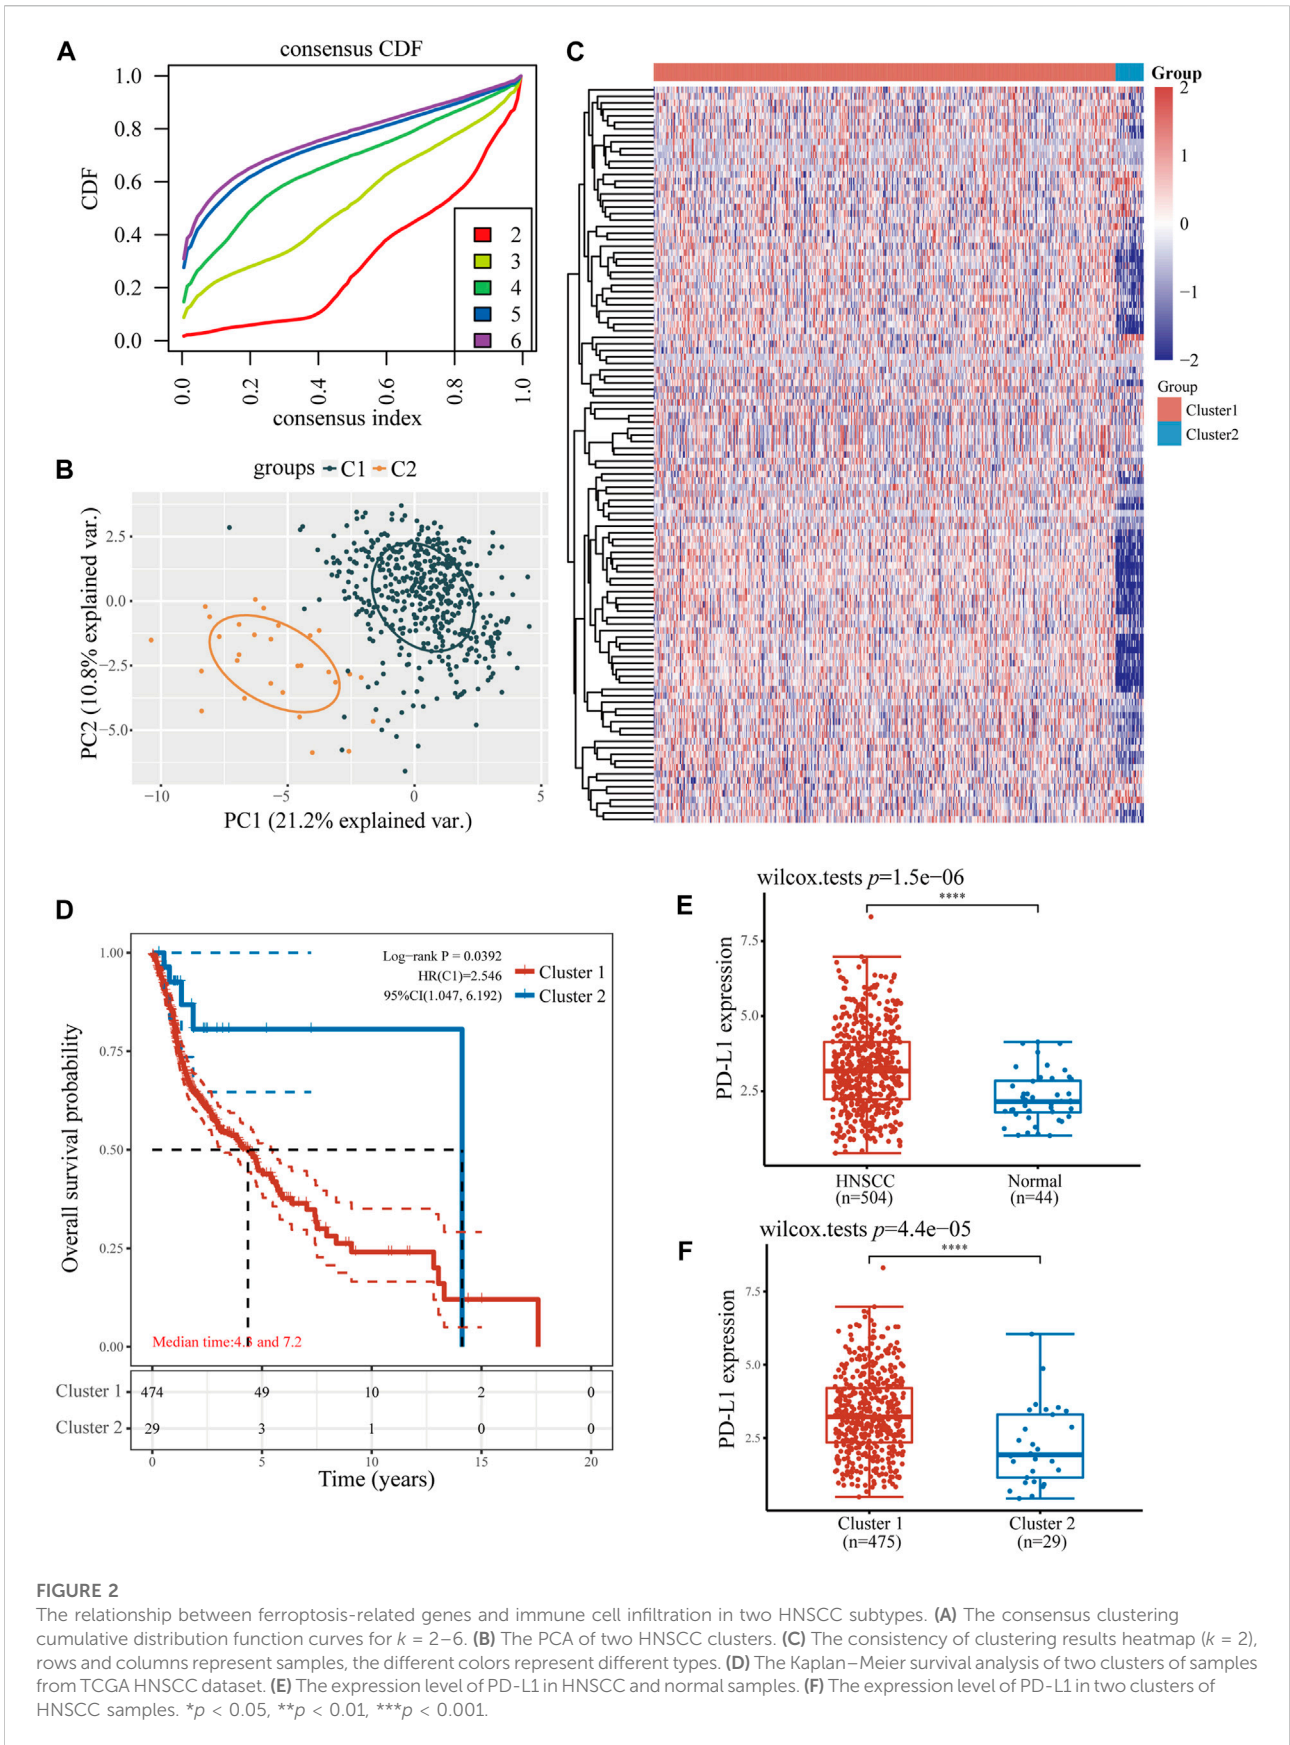 A
consensus CDF
CDF
1.0
0.8
0.6
0.4
0.2
0.0
2
3
4
5
6
0.0
0.2
0.4
0.6
0.8
1.0
consensus index
B
groups C1 C2
PC2 (10.8% explained var.)
2.5
0.0
−2.5
−5.0
−10
−5
0
5
PC1 (21.2% explained var.)
C
Group
2
1
0
−1
−2
Group
Cluster1
Cluster2
D
Overall survival probability
1.00
0.75
0.50
0.25
0.00
Log−rank P = 0.0392
HR(C1)=2.546
95%CI(1.047, 6.192)
Cluster 1
Cluster 2
and 7.2
Median time:4.
Cluster 1 474 49 10 2 0
Cluster 2 29 3 1 0 0
0 5 10 15 20
Time (years)
E
wilcox.tests p=1.5e−06
****
PD-L1 expression
7.5
5.0
2.5
HNSCC
(n=504)
Normal
(n=44)
F
wilcox.tests p=4.4e−05
****
PD-L1 expression
7.5
5.0
2.5
Cluster 1
(n=475)
Cluster 2
(n=29)
FIGURE 2
The relationship between ferroptosis-related genes and immune cell infiltration in two HNSCC subtypes. (A) The consensus clustering
cumulative distribution function curves for k = 2–6. (B) The PCA of two HNSCC clusters. (C) The consistency of clustering results heatmap (k = 2),
rows and columns represent samples, the different colors represent different types. (D) The Kaplan–Meier survival analysis of two clusters of samples
from TCGA HNSCC dataset. (E) The expression level of PD-L1 in HNSCC and normal samples. (F) The expression level of PD-L1 in two clusters of
HNSCC samples. *p < 0.05, **p < 0.01, ***p < 0.001.